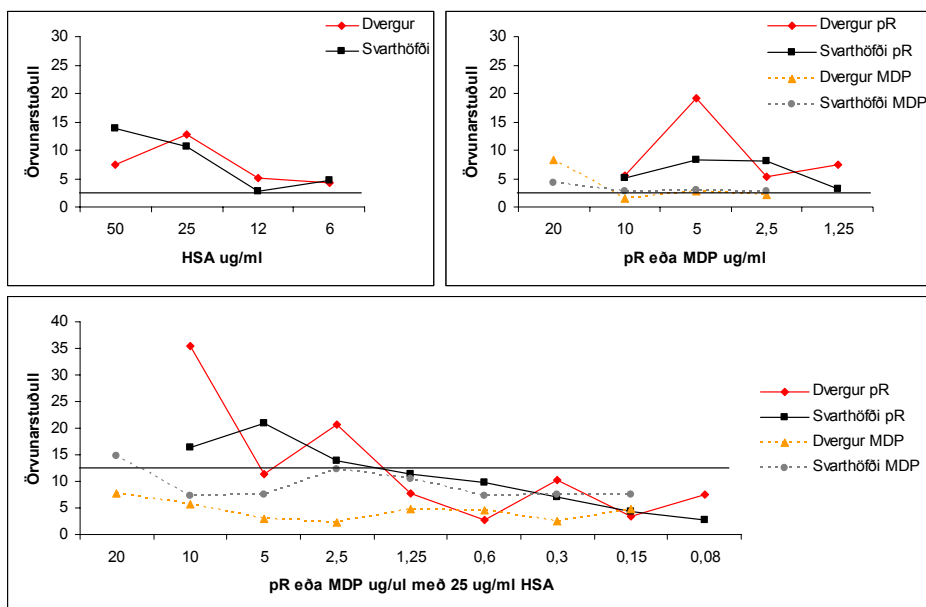 Dvergur
Svarthöfði
30
25
20
15
10
5
0
Örvunarstuðull
50 25 12 6
HSA ug/ml
Dvergur pR
Svarthöfði pR
Dvergur MDP
Svarthöfði MDP
30
25
20
15
10
5
0
Örvunarstuðull
20 10 5 2,5 1,25
pR eða MDP ug/ml
40
35
30
25
20
15
10
5
0
Örvunarstuðull
20 10 5 2,5 1,25 0,6 0,3 0,15 0,08
pR eða MDP ug/ul með 25 ug/ml HSA
Dvergur pR
Svarthöfði pR
Dvergur MDP
Svarthöfði MDP